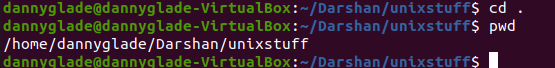 dannyglade@dannyglade-VirtualBox:~/Darshan/unixstuff$ cd .
dannyglade@dannyglade-VirtualBox:~/Darshan/unixstuff$ pwd
/home/dannyglade/Darshan/unixstuff
dannyglade@dannyglade-VirtualBox:~/Darshan/unixstuff$